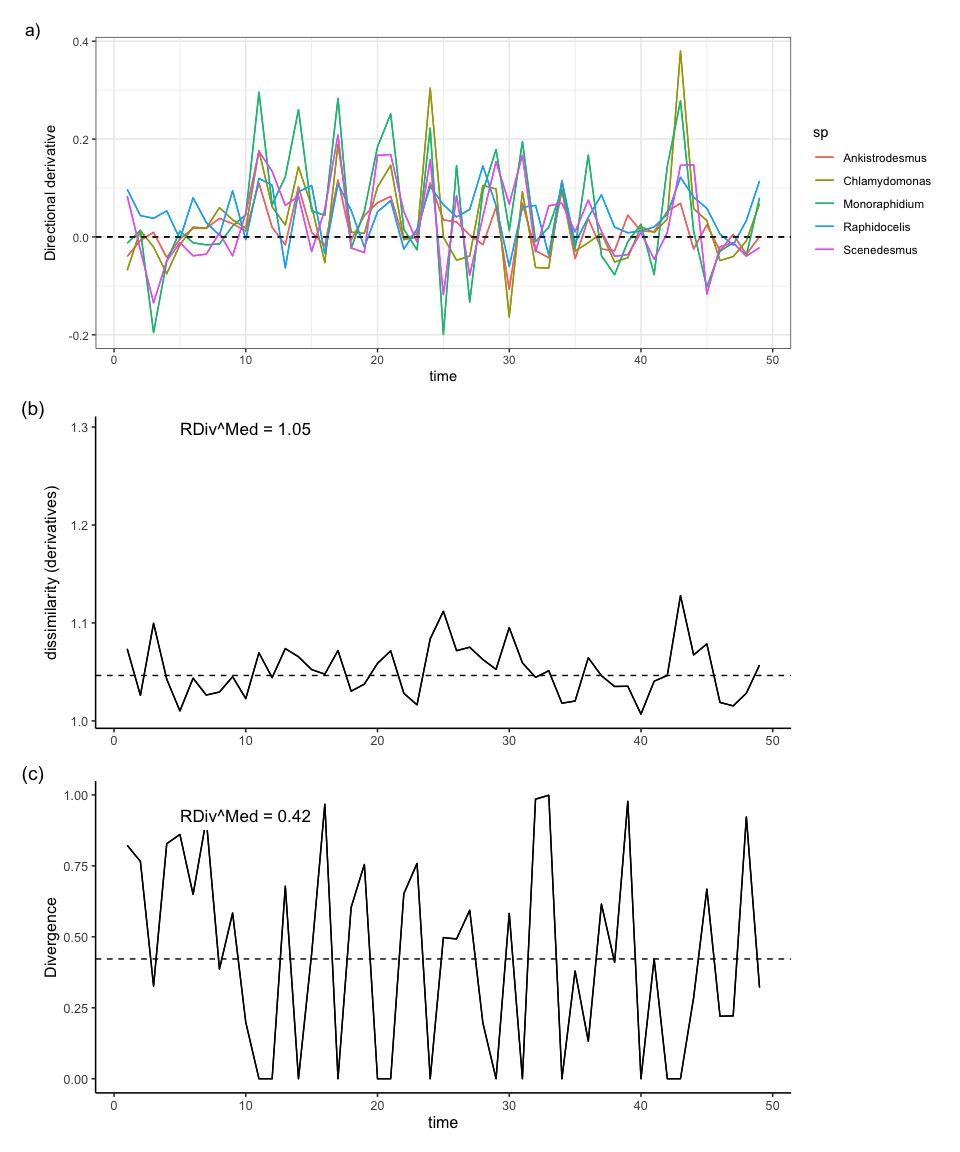 a)
Directional derivative
0.4
0.2
0.0
-0.2
0 10 20 30 40 50
time
sp
Ankistrodesmus
Chlamydomonas
Monoraphidium
Raphidocelis
Scenedesmus
(b)
dissimilarity (derivatives)
RDiv^Med = 1.05
1.3
1.2
1.1
1.0
0 10 20 30 40 50
(c)
Divergence
RDiv^Med = 0.42
1.00
0.75
0.50
0.25
0.00
0 10 20 30 40 50
time